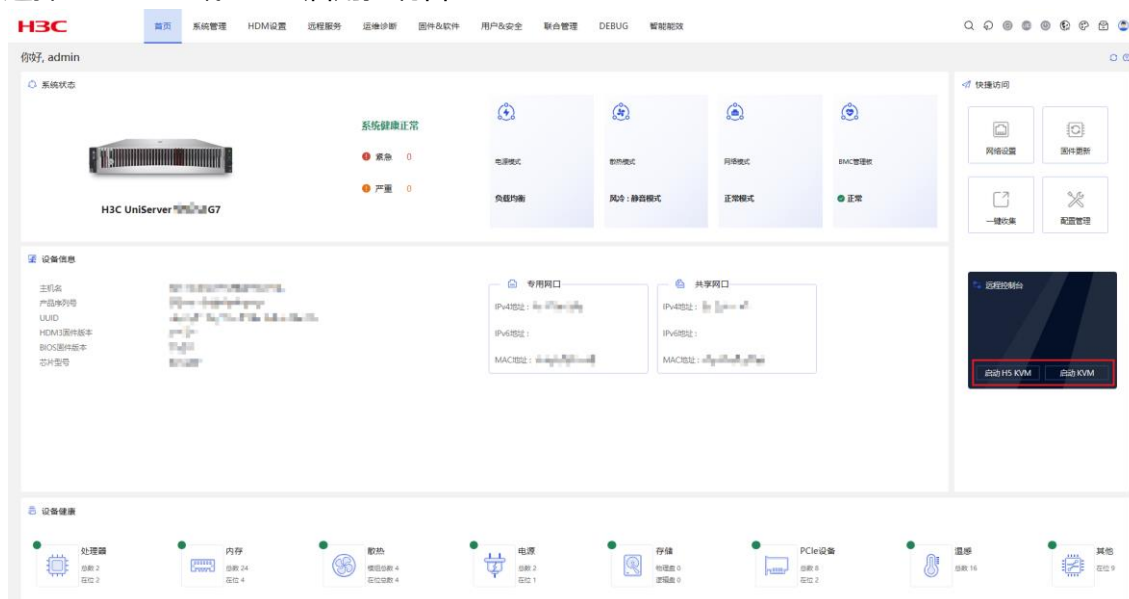 H3C
首页 系统管理 HDM设置 远程服务 运维诊断 固件&软件 用户&安全 联合管理 DEBUG 智能能效
你好, admin
系统状态
系统健康正常
紧急 0
严重 0
H3C UniServer G7
电源模式
负载均衡
散热模式
风冷：静音模式
网络模式
正常模式
BMC管理板
正常
快捷访问
网络设置
固件更新
一键收集
配置管理
设备信息
主机名
产品序列号
UUID
HDM3固件版本
BIOS固件版本
芯片型号
专用网口
IPv4地址：
IPv6地址：
MAC地址：
共享网口
IPv4地址：
IPv6地址：
MAC地址：
远程控制台
启动 H5 KVM 启动 KVM
设备健康
处理器
总数 2
在位 2
内存
总数 24
在位 4
散热
模组总数 4
在位总数 4
电源
总数 2
在位 1
存储
物理盘 0
逻辑盘 0
PCIe设备
总数 8
在位 2
温感
总数 16
其他
在位 9